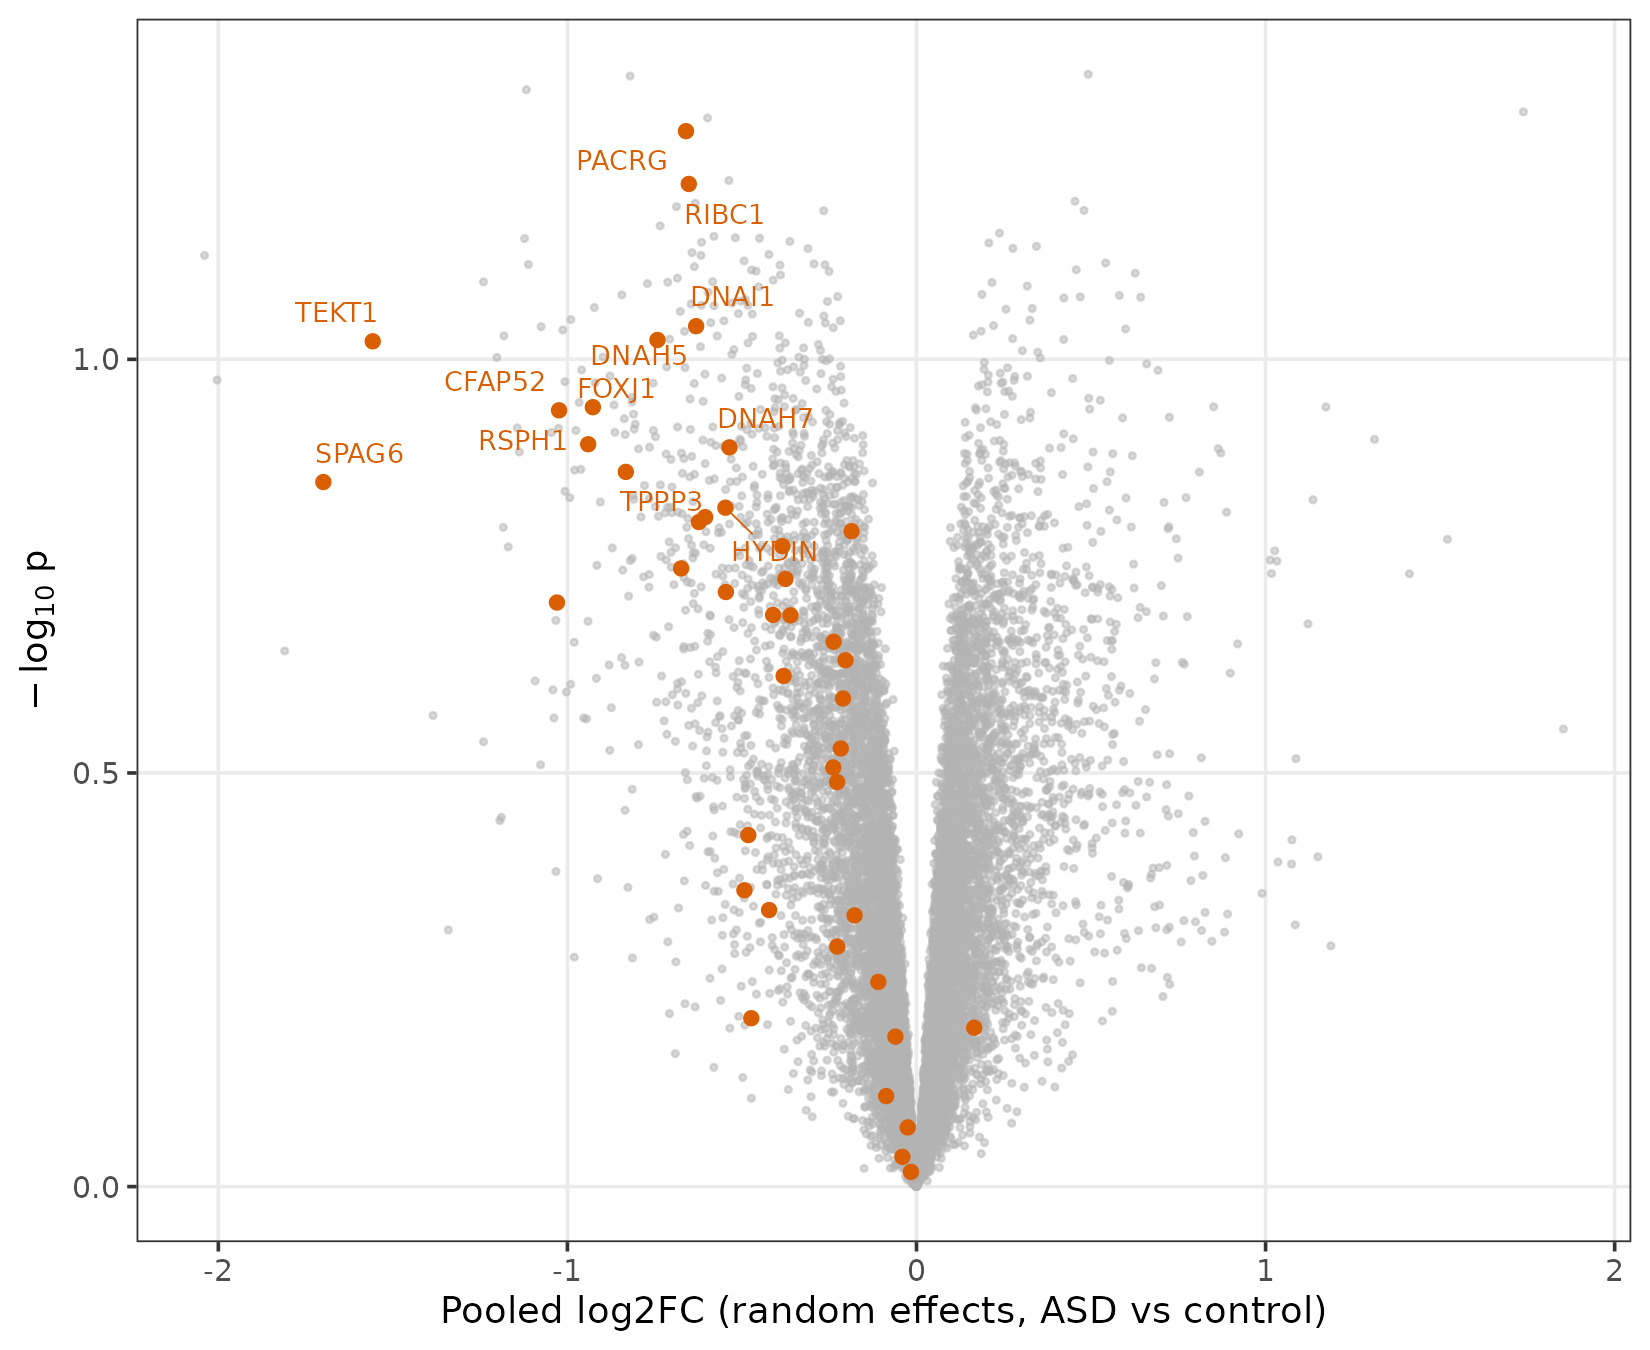 PACRG
RIBC1
DNAI1
TEKT1
DNAH5
CFAP52
FOXJ1
DNAH7
RSPH1
SPAG6
TPPP3
HYDIN
1.0
0.5
0.0
− log10 p
-2
-1
0
1
2
Pooled log2FC (random effects, ASD vs control)